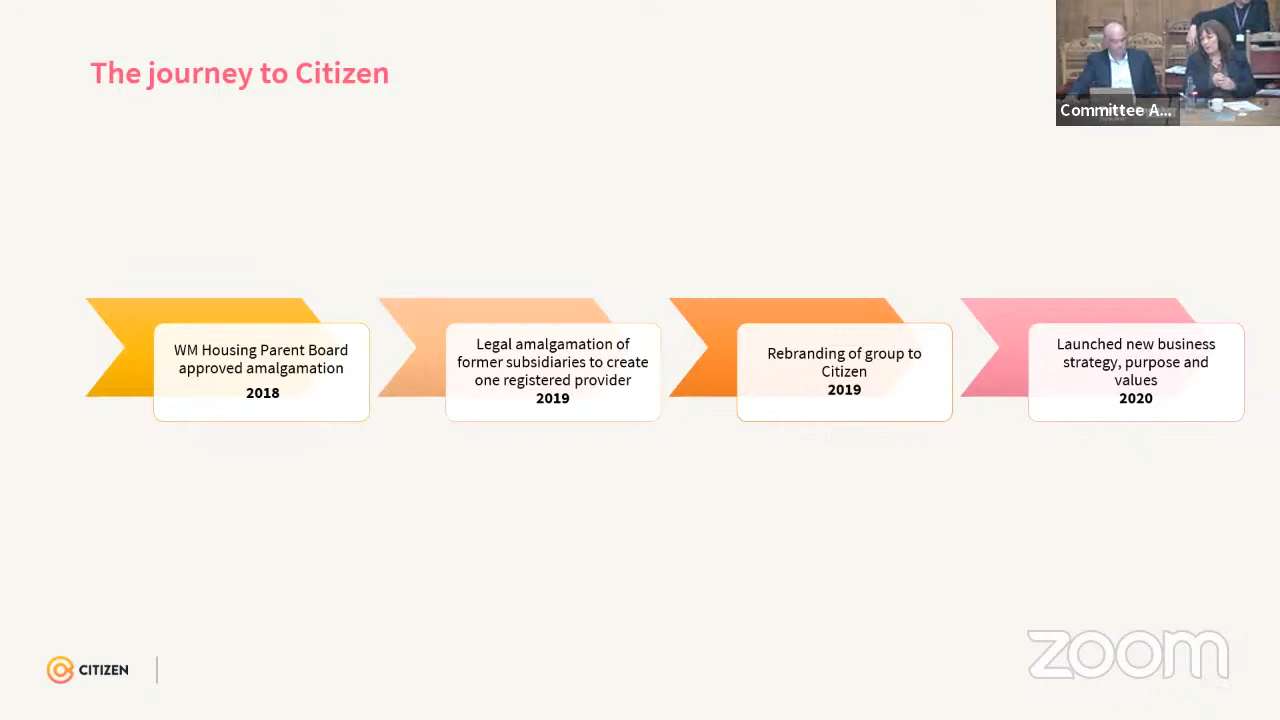 The journey to Citizen
Committee A...
WM Housing Parent Board
approved amalgamation
2018
Legal amalgamation of
former subsidiaries to create
one registered provider
2019
Rebranding of group to
Citizen
2019
Launched new business
strategy, purpose and
values
2020
CITIZEN
zoom